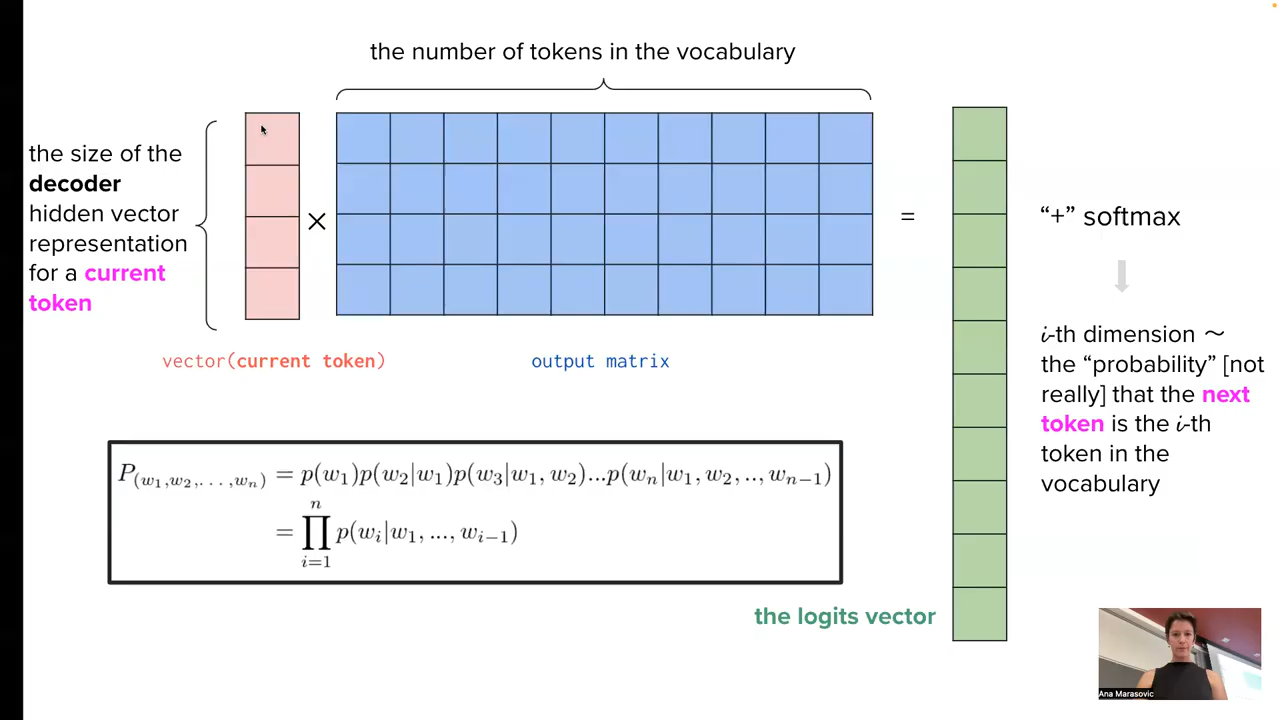 the number of tokens in the vocabulary
the size of the
decoder
hidden vector
representation
for a current
token
×
=
“+” softmax
vector(current token)
output matrix
i-th dimension ~
the “probability” [not
really] that the next
token is the i-th
token in the
vocabulary
P(w₁,w₂,...,wₙ) = p(w₁)p(w₂|w₁)p(w₃|w₁, w₂)...p(wₙ|w₁, w₂, .., wₙ₋₁)
n
= ∏ p(wᵢ|w₁, ..., wᵢ₋₁)
i=1
the logits vector
Ana Marasovic